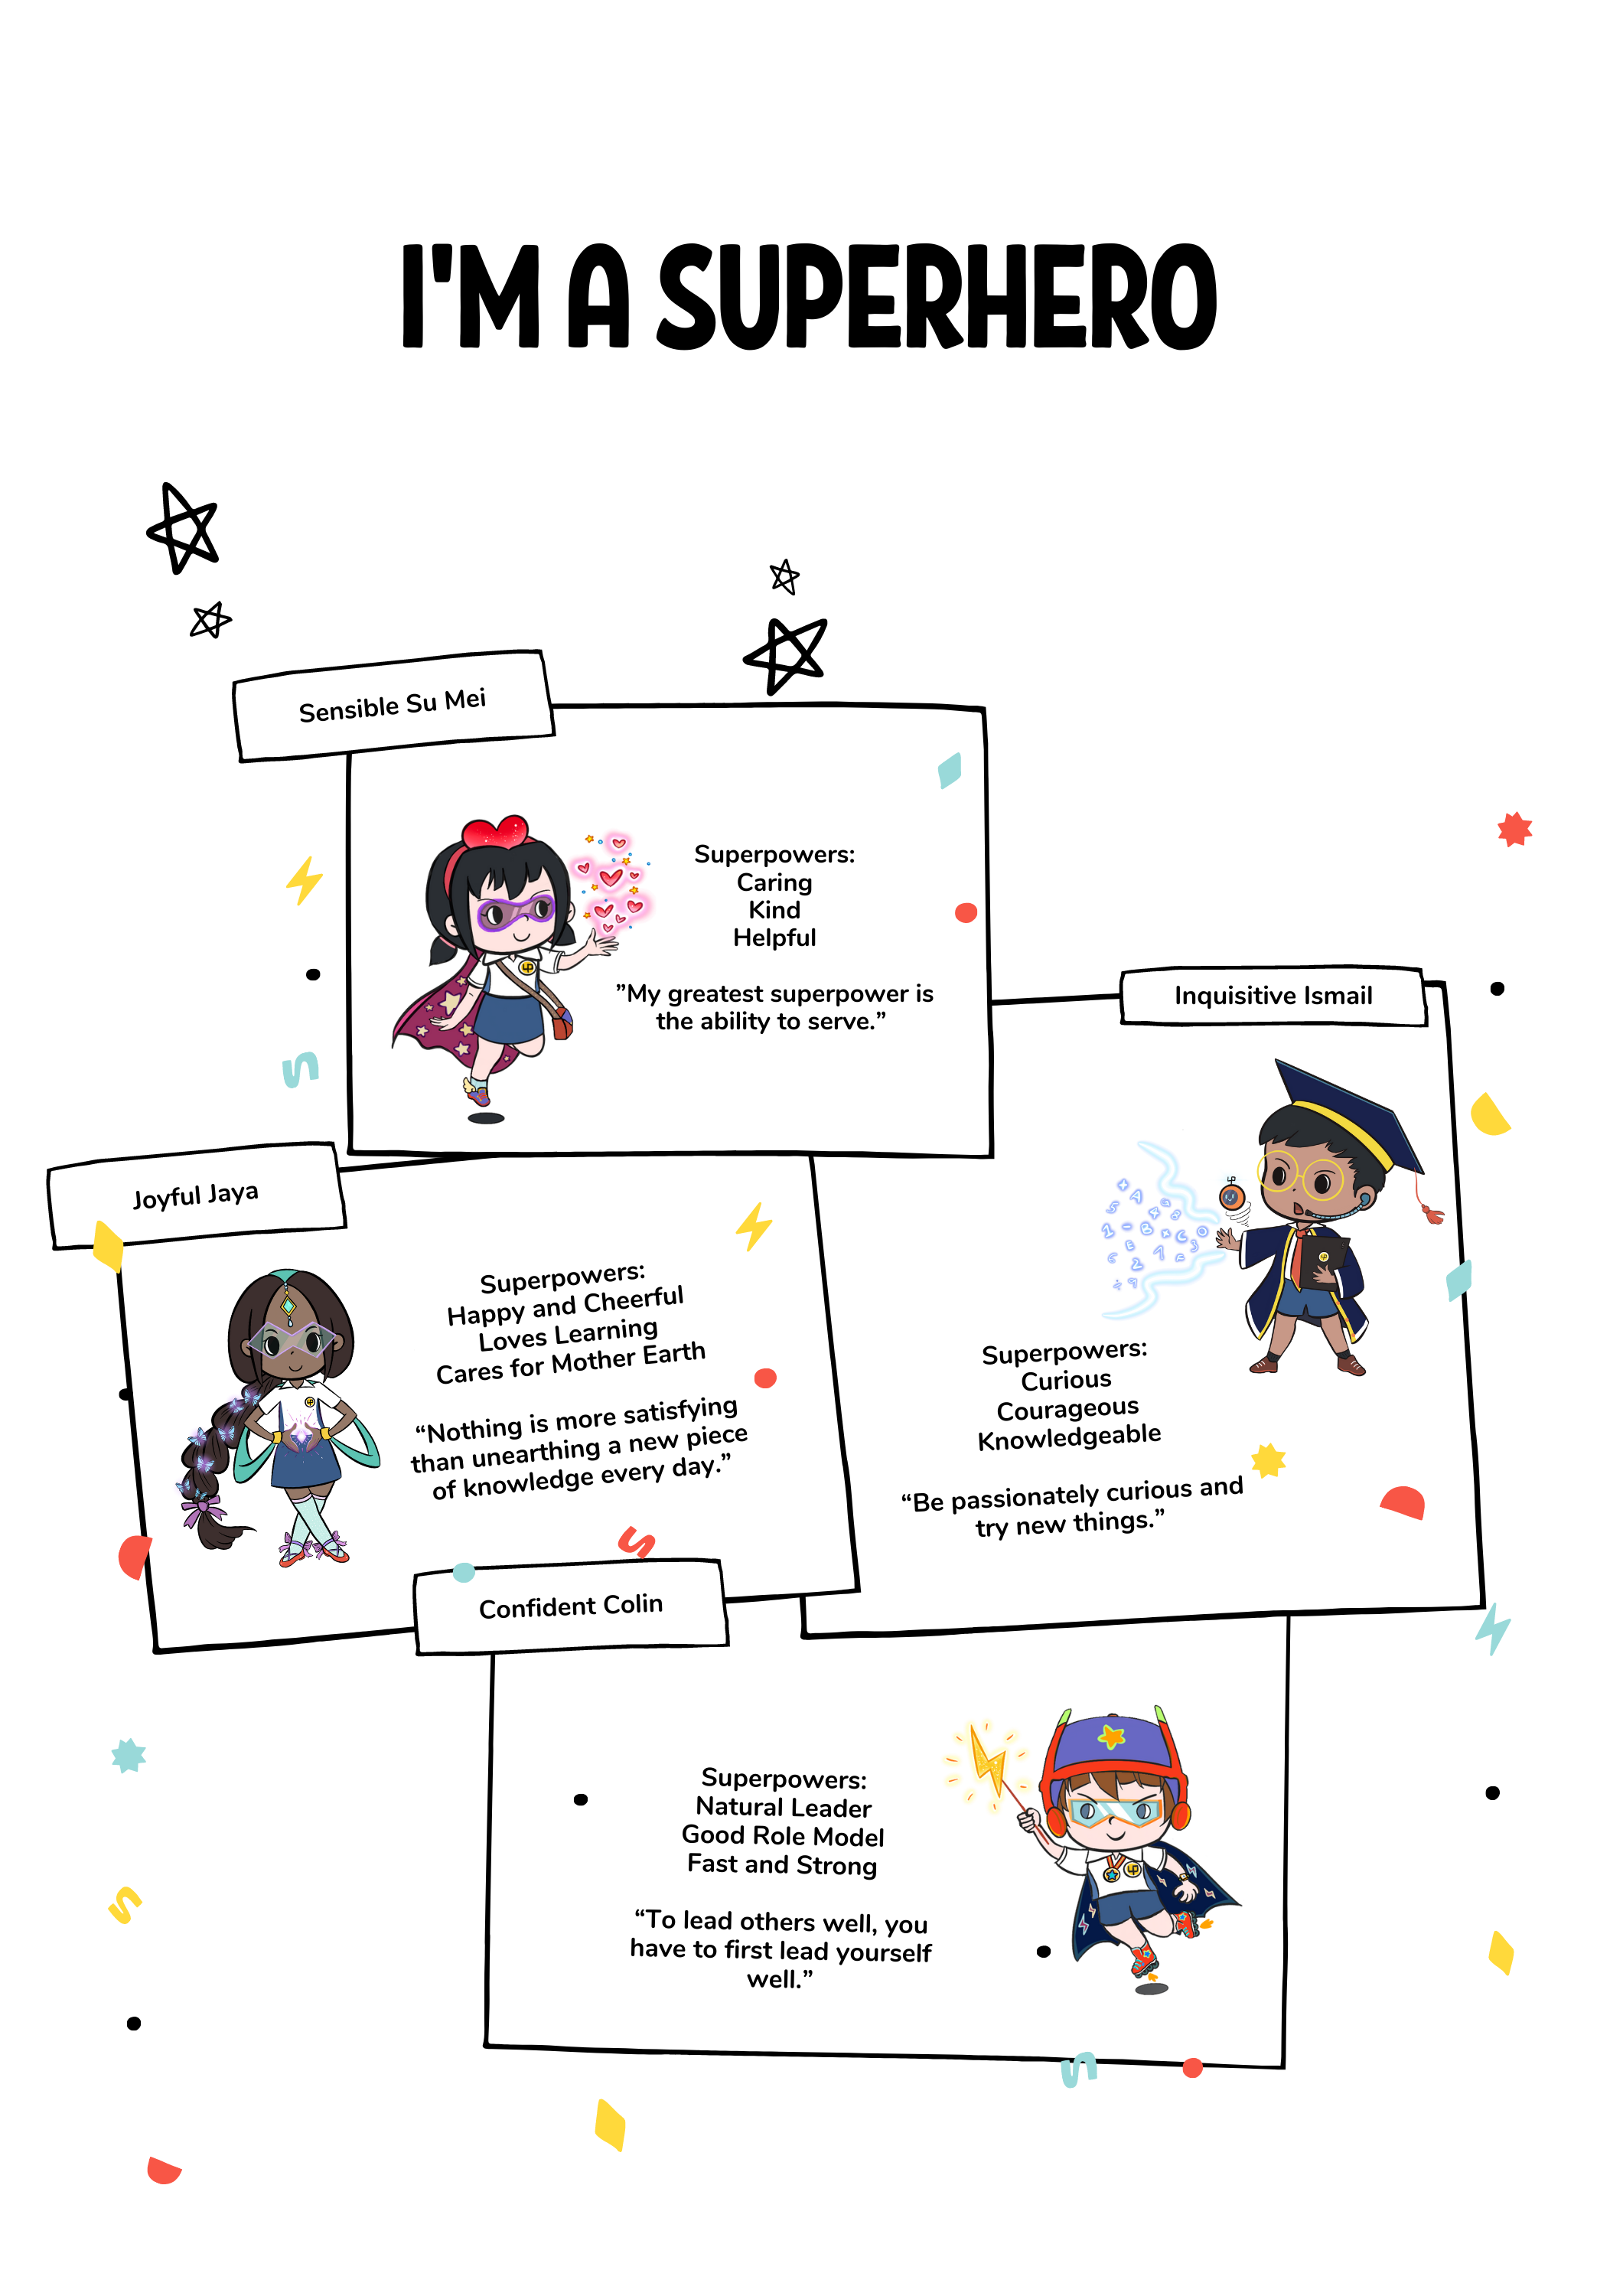 I'M A SUPERHERO
Sensible Su Mei
Superpowers:
Caring
Kind
Helpful
”My greatest superpower is
the ability to serve.”
Inquisitive Ismail
Superpowers:
Curious
Courageous
Knowledgeable
“Be passionately curious and
try new things.”
Joyful Jaya
Superpowers:
Happy and Cheerful
Loves Learning
Cares for Mother Earth
“Nothing is more satisfying
than unearthing a new piece
of knowledge every day.”
Confident Colin
Superpowers:
Natural Leader
Good Role Model
Fast and Strong
“To lead others well, you
have to first lead yourself
well.”